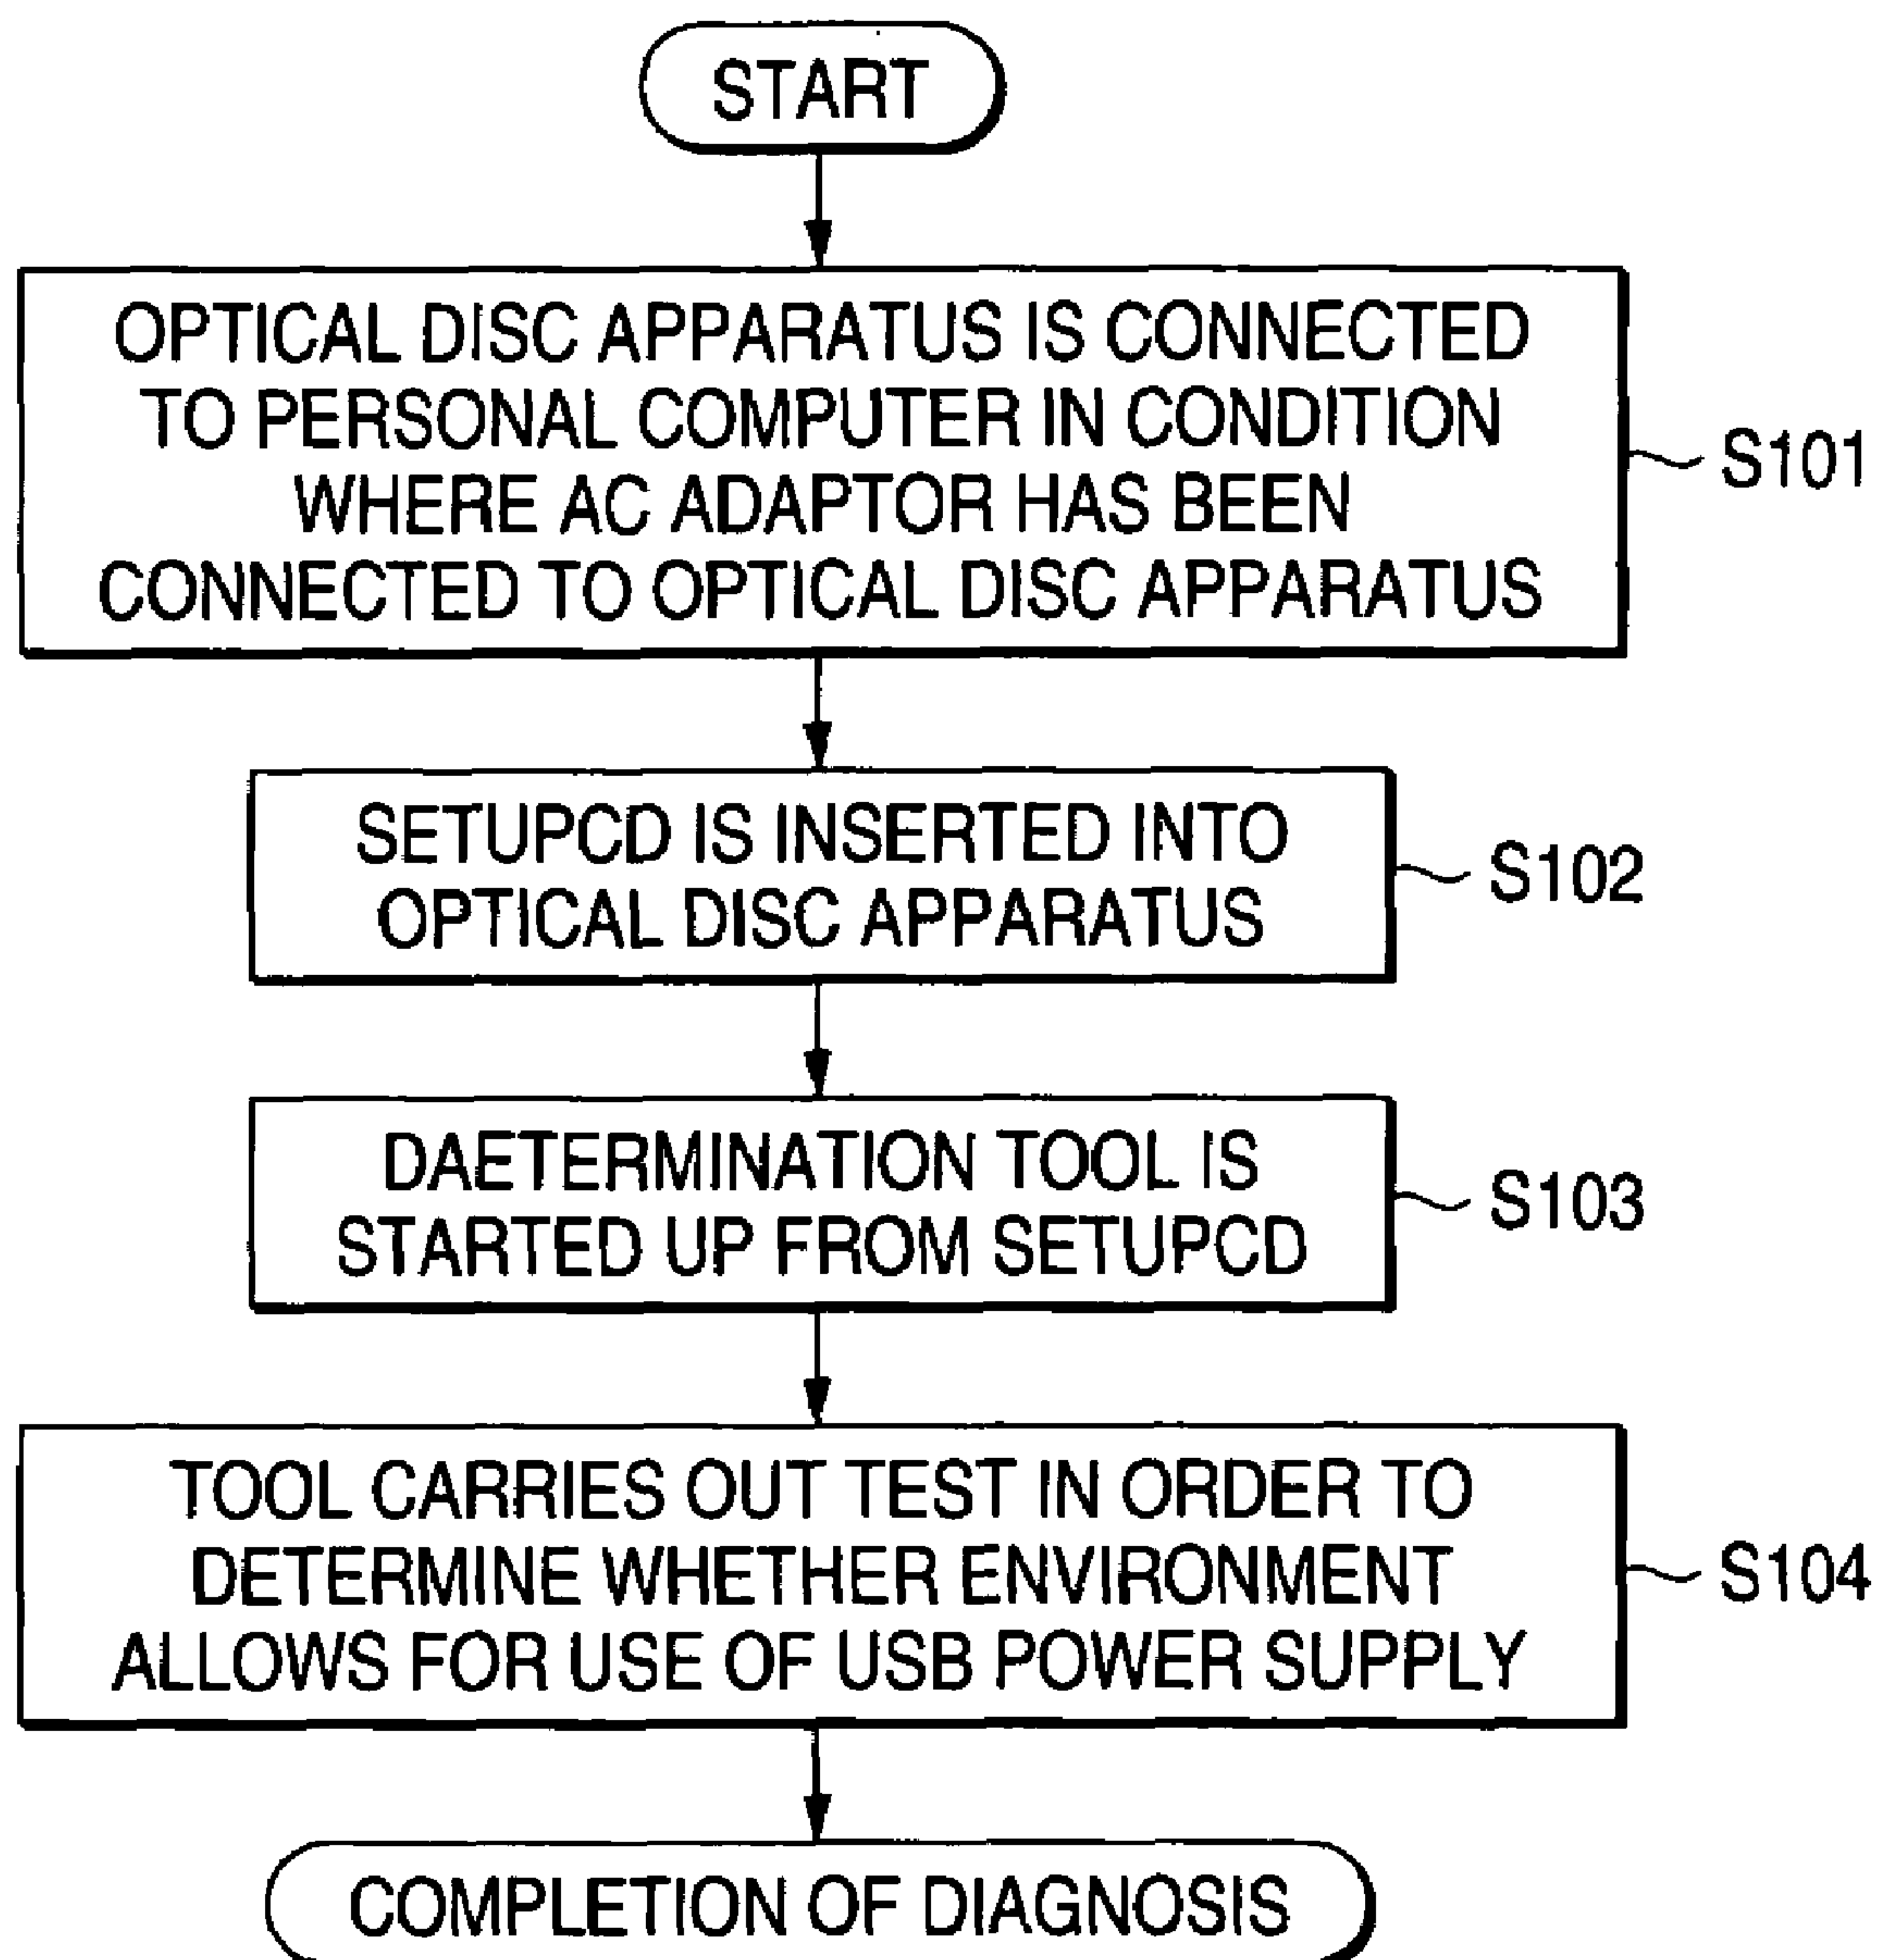 START
OPTICAL DISC APPARATUS IS CONNECTED
TO PERSONAL COMPUTER IN CONDITION
WHERE AC ADAPTOR HAS BEEN
CONNECTED TO OPTICAL DISC APPARATUS
S101
SETUPCD IS INSERTED INTO
OPTICAL DISC APPARATUS
S102
DAETERMINATION TOOL IS
STARTED UP FROM SETUPCD
S103
TOOL CARRIES OUT TEST IN ORDER TO
DETERMINE WHETHER ENVIRONMENT
ALLOWS FOR USE OF USB POWER SUPPLY
S104
COMPLETION OF DIAGNOSIS